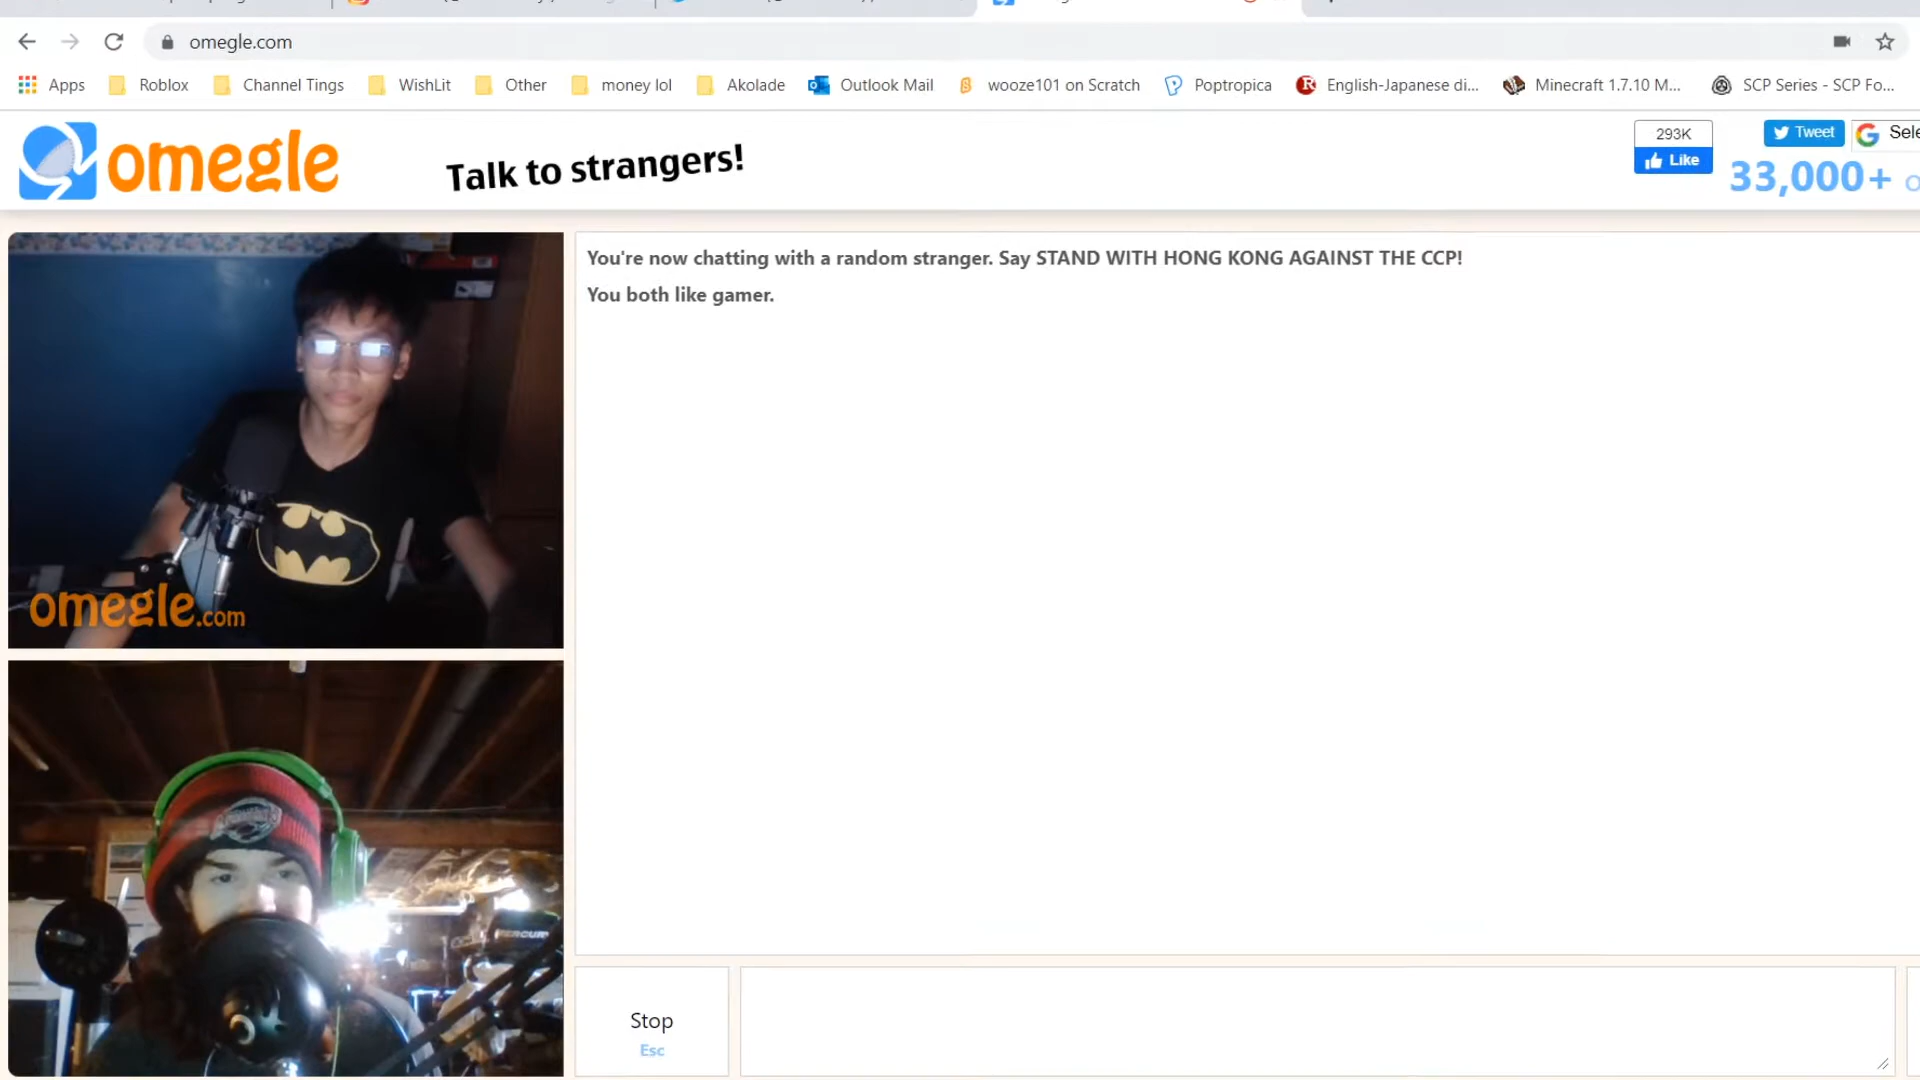 omegle.com
Apps Roblox Channel Tings WishLit Other money lol Akolade Outlook Mail wooze101 on Scratch Poptropica English-Japanese di... Minecraft 1.7.10 M... SCP Series - SCP Fo...
omegle
Talk to strangers!
293K
Like
Tweet
33,000+
You're now chatting with a random stranger. Say STAND WITH HONG KONG AGAINST THE CCP!
You both like gamer.
omegle.com
Stop
Esc